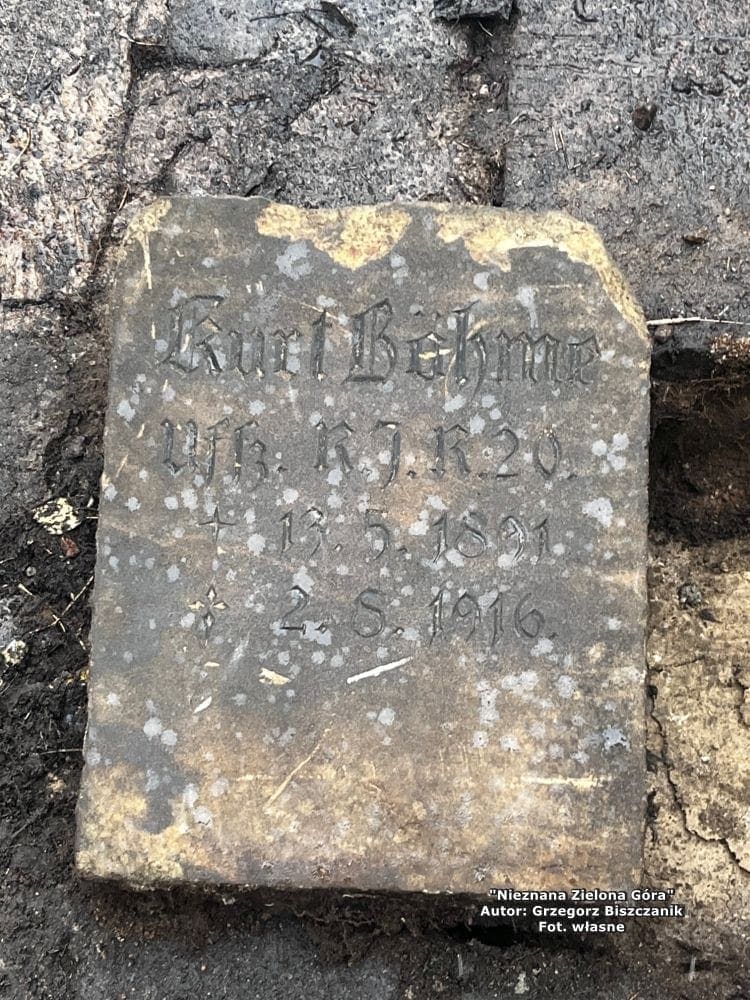 Kurt Böhme
Uffz. R.I.R. 20.
+ 13. 5. 1891
✝ 2. 8. 1916.
"Nieznana Zielona Góra"
Autor: Grzegorz Biszczanik
Fot. własne